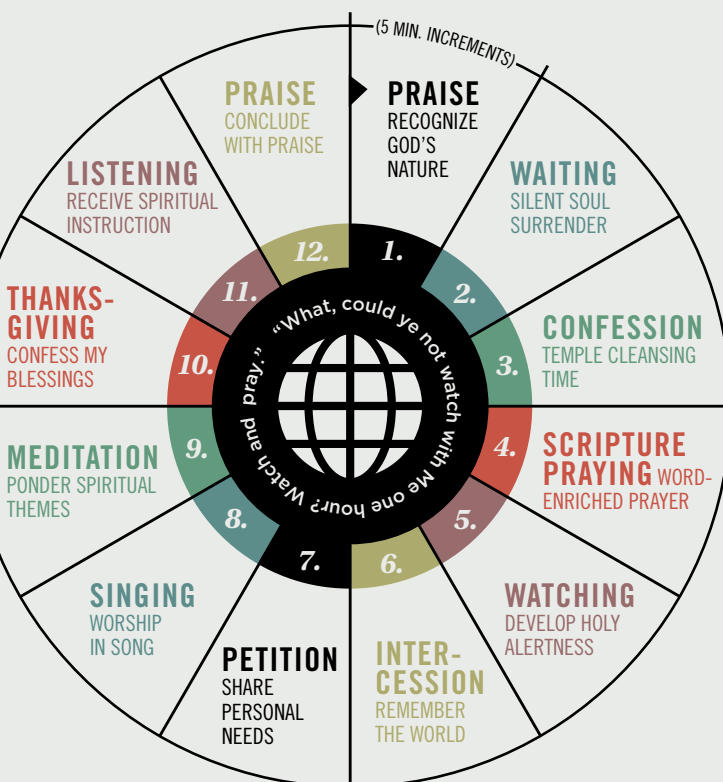 (5 MIN. INCREMENTS)
PRAISE
RECOGNIZE
GOD'S
NATURE
1.
WAITING
SILENT SOUL
SURRENDER
2.
CONFESSION
TEMPLE CLEANSING
TIME
3.
SCRIPTURE
PRAYING WORD-
ENRICHED PRAYER
4.
WATCHING
DEVELOP HOLY
ALERTNESS
5.
INTER-
CESSION
REMEMBER
THE WORLD
6.
PETITION
SHARE
PERSONAL
NEEDS
7.
SINGING
WORSHIP
IN SONG
8.
MEDITATION
PONDER SPIRITUAL
THEMES
9.
THANKS-
GIVING
CONFESS MY
BLESSINGS
10.
LISTENING
RECEIVE SPIRITUAL
INSTRUCTION
11.
PRAISE
CONCLUDE
WITH PRAISE
12.
“What, could ye not watch with Me one hour? Watch and pray.”